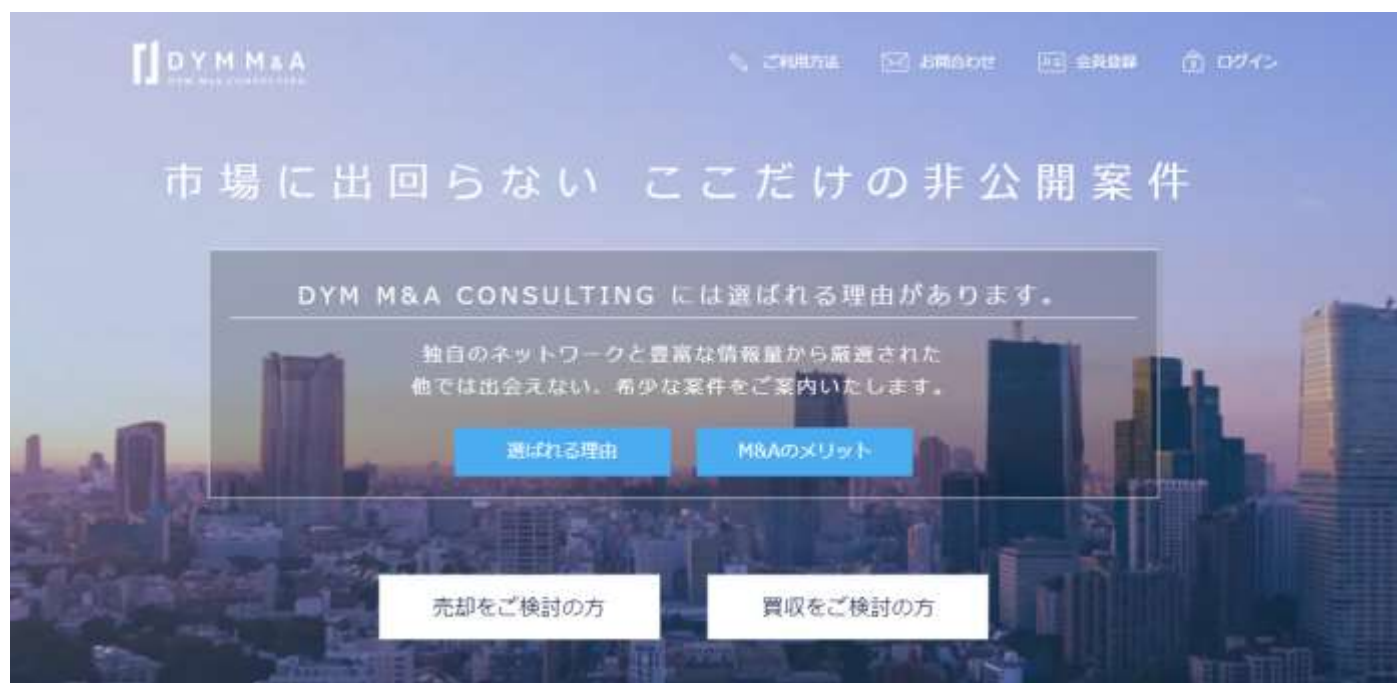 DYM M&A
ご利用方法
お問合わせ
会員登録
ログイン
市場に出回らない ここだけの非公開案件
DYM M&A CONSULTING には選ばれる理由があります。
独自のネットワークと豊富な情報量から厳選された
他では出会えない、希少な案件をご案内いたします。
選ばれる理由
M&Aのメリット
売却をご検討の方
買収をご検討の方